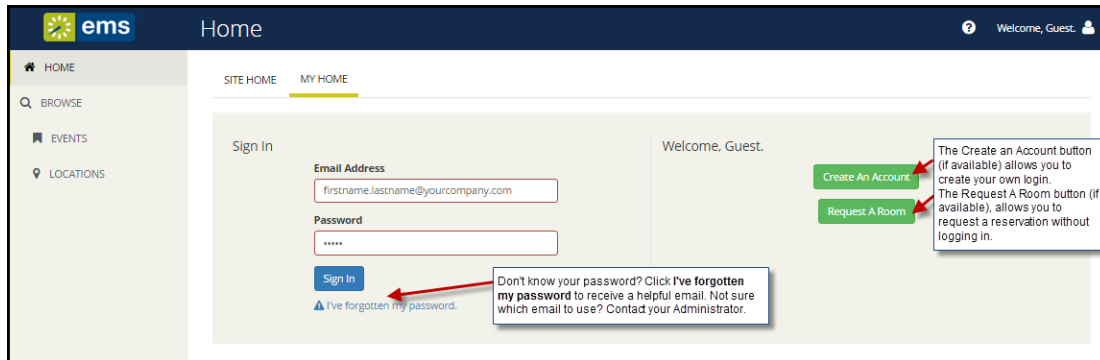 ems
Home
Welcome, Guest.
HOME
SITE HOME MY HOME
BROWSE
EVENTS
LOCATIONS
Sign In
Email Address
firstname.lastname@yourcompany.com
Password
•••••
Sign In
I've forgotten my password.
Don't know your password? Click I've forgotten
my password to receive a helpful email. Not sure
which email to use? Contact your Administrator.
Welcome, Guest.
Create An Account
Request A Room
The Create an Account button
(if available) allows you to
create your own login.
The Request A Room button (if
available), allows you to
request a reservation without
logging in.